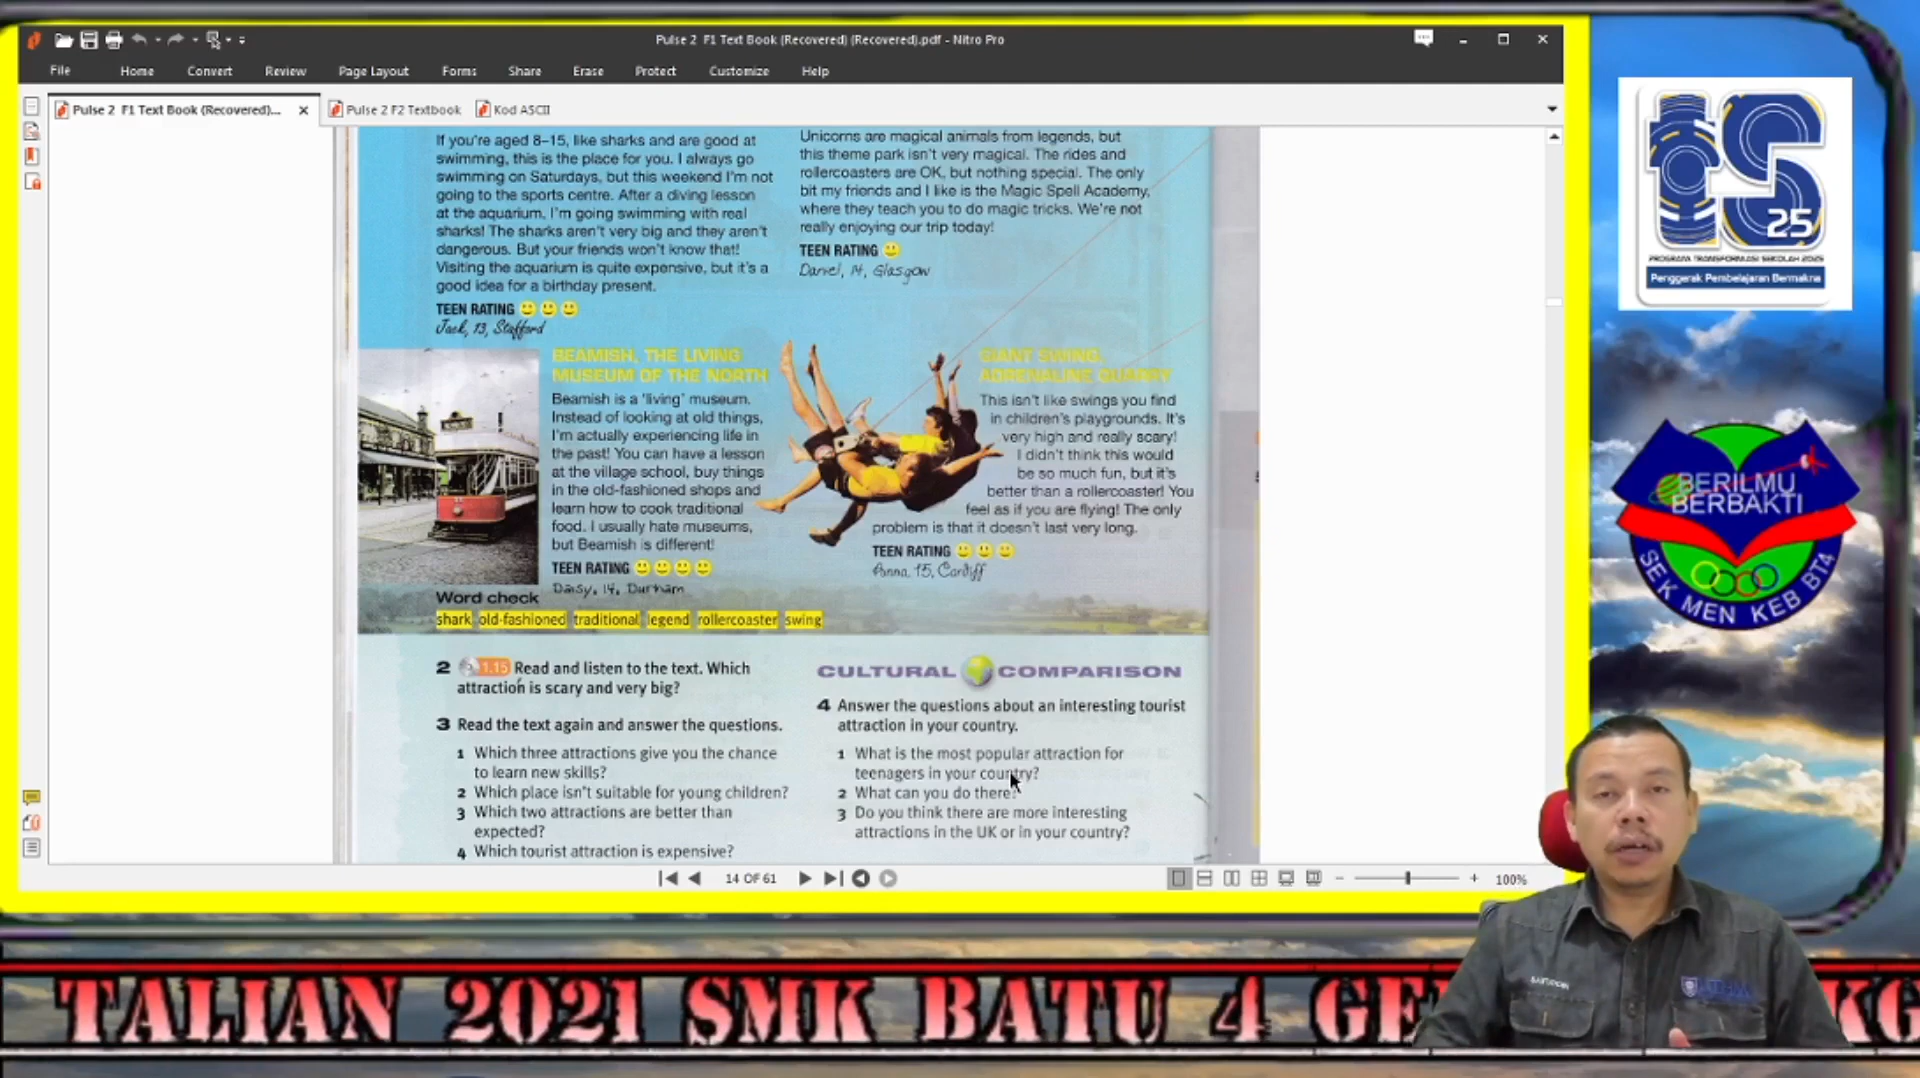 Pulse 2 F1 Text Book (Recovered) (Recovered).pdf - Nitro Pro
File Home Convert Review Page Layout Forms Share Erase Protect Customize Help
Pulse 2 F1 Text Book (Recovered)... Pulse 2 F2 Textbook Kod ASCII
If you're aged 8–15, like sharks and are good at
swimming, this is the place for you. I always go
swimming on Saturdays, but this weekend I'm not
going to the sports centre. After a diving lesson
at the aquarium, I'm going swimming with real
sharks! The sharks aren't very big and they aren't
dangerous. But your friends won't know that!
Visiting the aquarium is quite expensive, but it's a
good idea for a birthday present.
TEEN RATING
Jack, 13, Stafford
Unicorns are magical animals from legends, but
this theme park isn't very magical. The rides and
rollercoasters are OK, but nothing special. The only
bit my friends and I like is the Magic Spell Academy,
where they teach you to do magic tricks. We're not
really enjoying our trip today!
TEEN RATING
Daniel, 14, Glasgow
BEAMISH, THE LIVING
MUSEUM OF THE NORTH
Beamish is a 'living' museum.
Instead of looking at old things,
I'm actually experiencing life in
the past! You can have a lesson
at the village school, buy things
in the old-fashioned shops and
learn how to cook traditional
food. I usually hate museums,
but Beamish is different!
TEEN RATING
Daisy, 14, Durham
GIANT SWING,
ADRENALINE QUARRY
This isn't like swings you find
in children's playgrounds. It's
very high and really scary!
I didn't think this would
be so much fun, but it's
better than a rollercoaster! You
feel as if you are flying! The only
problem is that it doesn't last very long.
TEEN RATING
Anna, 15, Cardiff
Word check
shark old-fashioned traditional legend rollercoaster swing
2 1.15 Read and listen to the text. Which
attraction is scary and very big?
3 Read the text again and answer the questions.
1 Which three attractions give you the chance
to learn new skills?
2 Which place isn't suitable for young children?
3 Which two attractions are better than
expected?
4 Which tourist attraction is expensive?
CULTURAL COMPARISON
4 Answer the questions about an interesting tourist
attraction in your country.
1 What is the most popular attraction for
teenagers in your country?
2 What can you do there?
3 Do you think there are more interesting
attractions in the UK or in your country?
14 OF 61
100%
TS
25
PROGRAM TRANSFORMASI SEKOLAH 2025
Penggerak Pembelajaran Bermakna
BERILMU
BERBAKTI
SEK MEN KEB BT4
TALIAN 2021 SMK BATU 4 GE